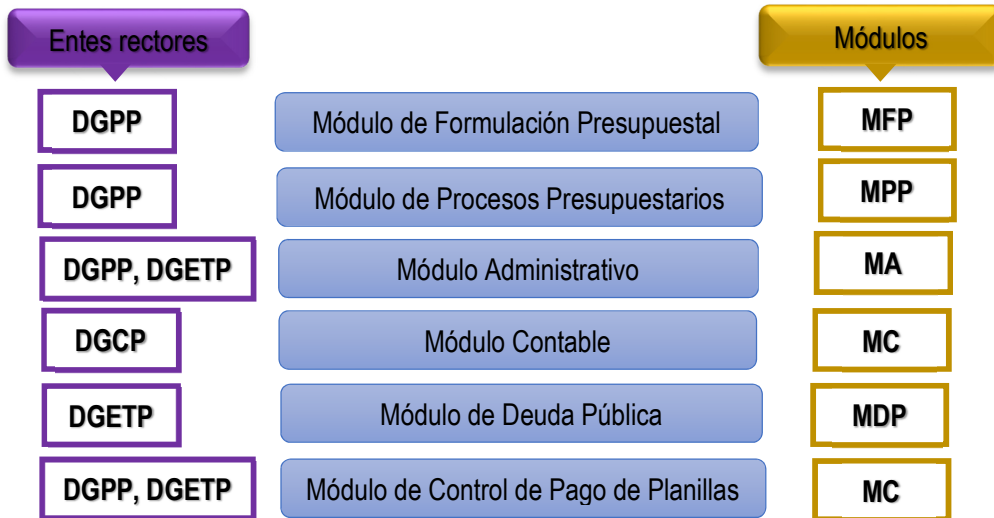 Entes rectores
Módulos
DGPP
Módulo de Formulación Presupuestal
MFP
DGPP
Módulo de Procesos Presupuestarios
MPP
DGPP, DGETP
Módulo Administrativo
MA
DGCP
Módulo Contable
MC
DGETP
Módulo de Deuda Pública
MDP
DGPP, DGETP
Módulo de Control de Pago de Planillas
MC